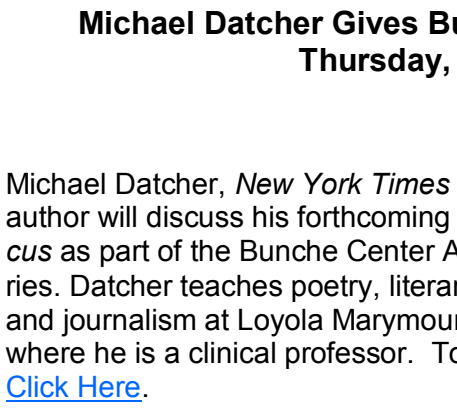 Michael Datcher Gives Bu
Thursday,
Michael Datcher, New York Times
author will discuss his forthcoming
cus as part of the Bunche Center A
ries. Datcher teaches poetry, literar
and journalism at Loyola Marymour
where he is a clinical professor.  To
Click Here.